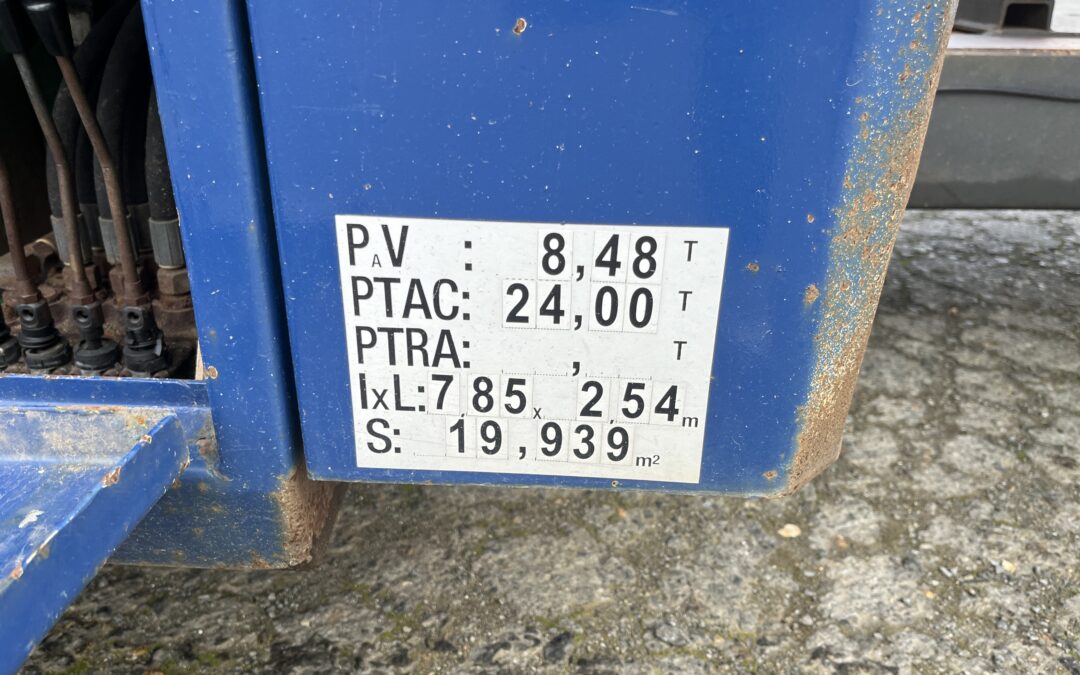 PAV : 8,48 T
PTAC: 24,00 T
PTRA: , T
IxL: 7,85 x 2,54 m
S: 19,939 m²